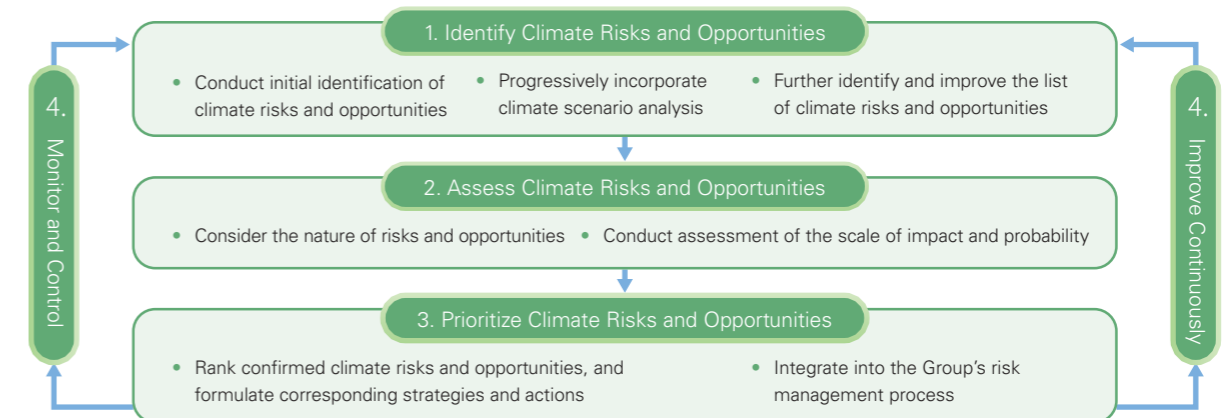 1. Identify Climate Risks and Opportunities
• Conduct initial identification of
climate risks and opportunities
• Progressively incorporate
climate scenario analysis
• Further identify and improve the list
of climate risks and opportunities
2. Assess Climate Risks and Opportunities
• Consider the nature of risks and opportunities
• Conduct assessment of the scale of impact and probability
3. Prioritize Climate Risks and Opportunities
• Rank confirmed climate risks and opportunities, and
formulate corresponding strategies and actions
• Integrate into the Group's risk
management process
4. Monitor and Control
4. Improve Continuously